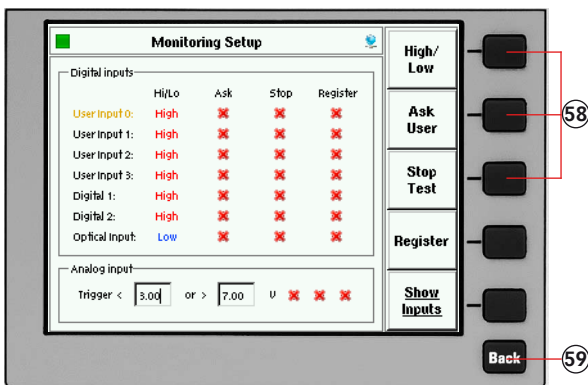 Monitoring Setup
Digital inputs
Hi/Lo Ask Stop Register
User Input 0: High
User Input 1: High
User Input 2: High
User Input 3: High
Digital 1: High
Digital 2: High
Optical Input: Low
Analog input
Trigger < 3.00 or > 7.00 V
High/
Low
Ask
User
Stop
Test
Register
Show
Inputs
Back
58
59